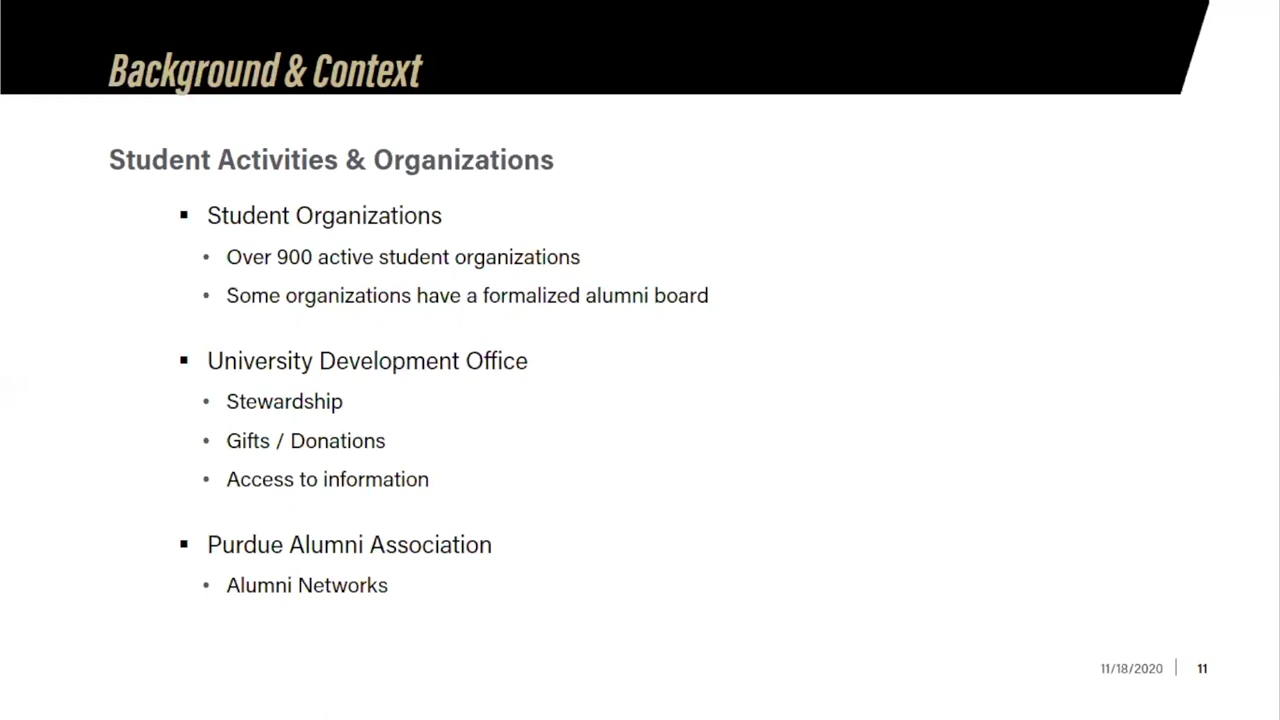 Background & Context
Student Activities & Organizations
▪ Student Organizations
• Over 900 active student organizations
• Some organizations have a formalized alumni board
▪ University Development Office
• Stewardship
• Gifts / Donations
• Access to information
▪ Purdue Alumni Association
• Alumni Networks
11/18/2020 | 11